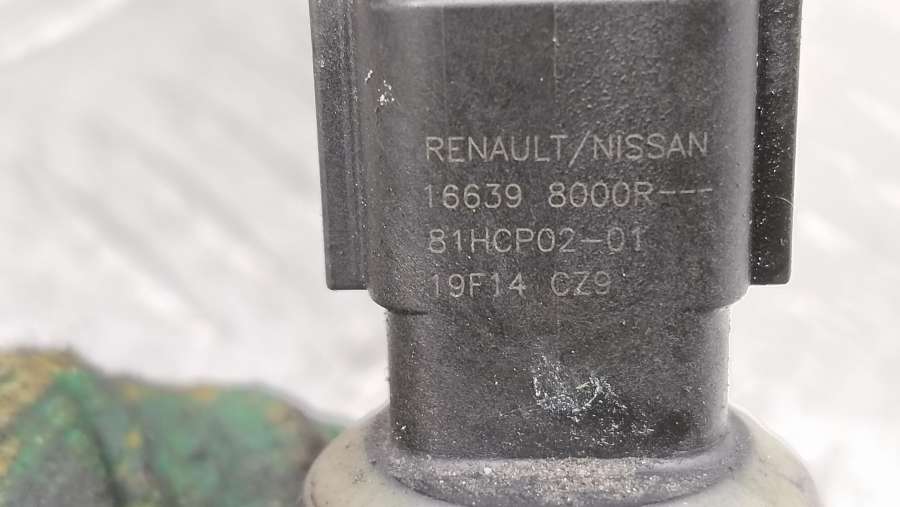 RENAULT/NISSAN
16639 8000R---
81HCP02-01
19F14 CZ9